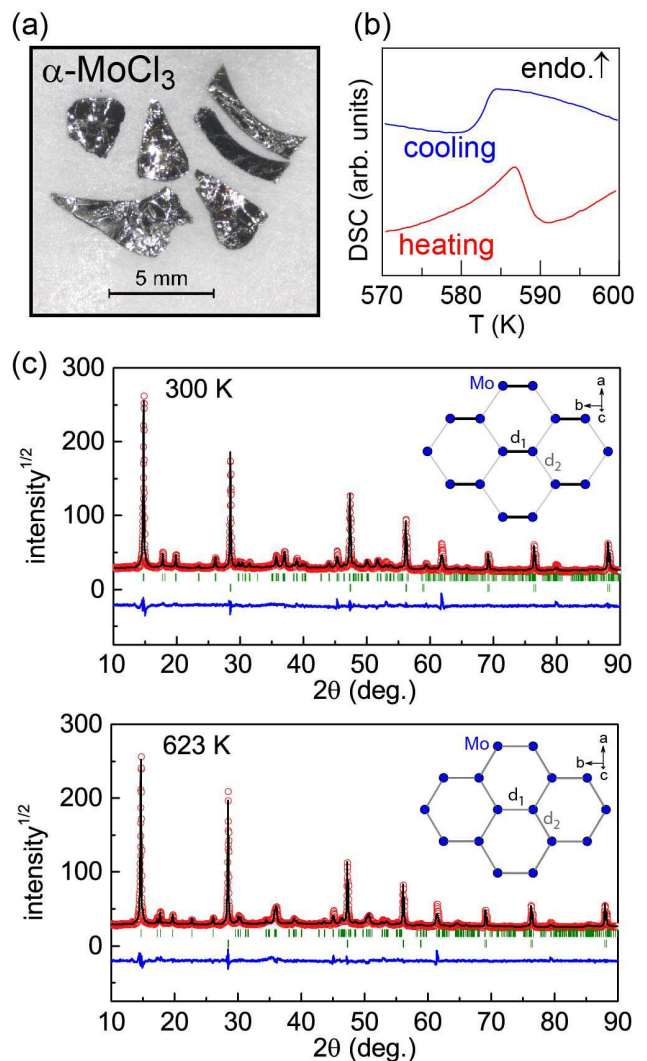 (a)
α-MoCl3
5 mm
(b)
endo.↑
cooling
heating
DSC (arb. units)
570 580 590 600
T (K)
(c)
300 K
Mo
a
b
c
d1
d2
intensity1/2
300
200
100
0
10 20 30 40 50 60 70 80 90
2θ (deg.)
623 K
Mo
a
b
c
d1
d2
intensity1/2
300
200
100
0
10 20 30 40 50 60 70 80 90
2θ (deg.)